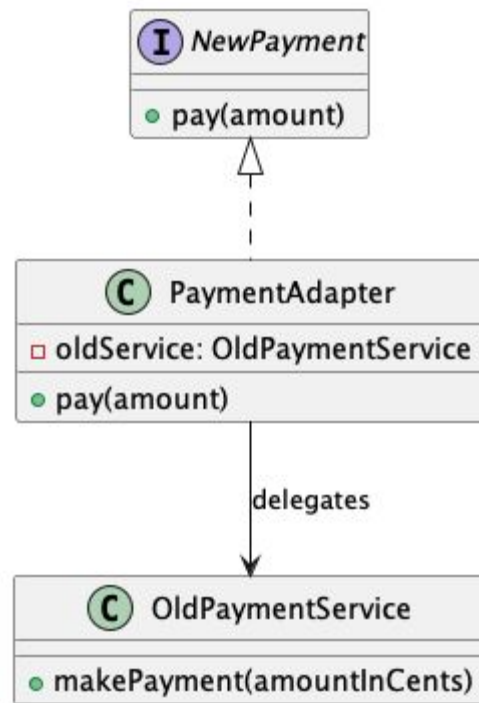 I NewPayment
pay(amount)
C PaymentAdapter
oldService: OldPaymentService
pay(amount)
delegates
C OldPaymentService
makePayment(amountInCents)